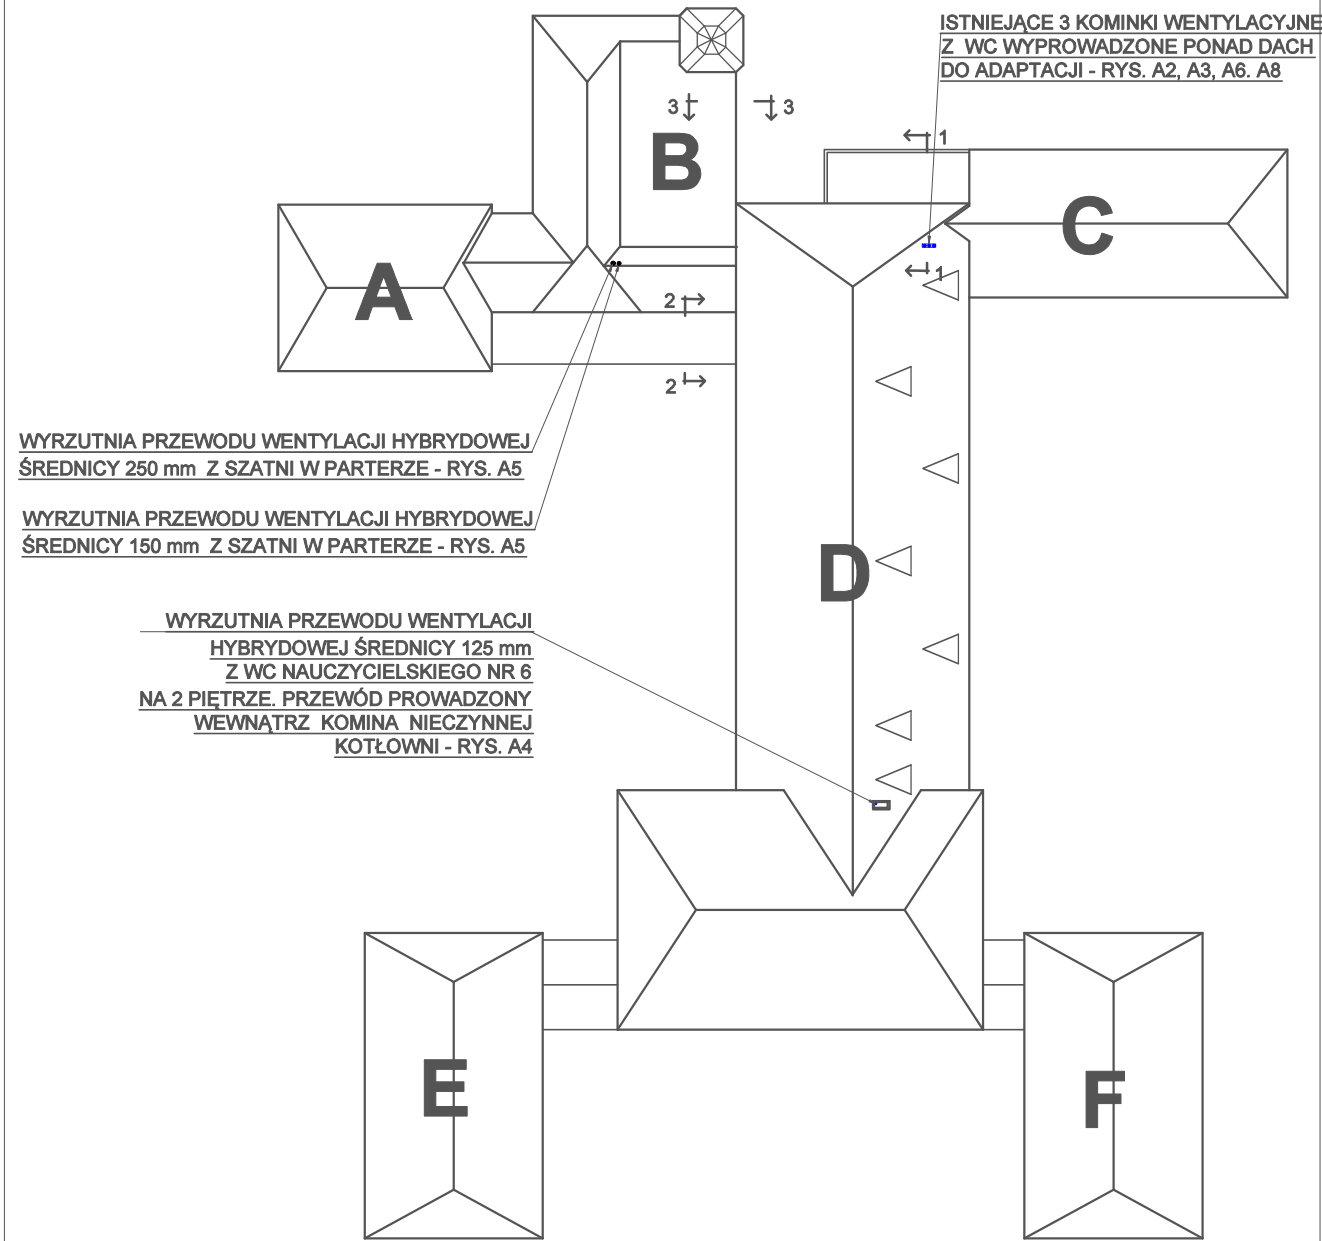 ISTNIEJĄCE 3 KOMINKI WENTYLACYJNE
Z WC WYPROWADZONE PONAD DACH
DO ADAPTACJI - RYS. A2, A3, A6. A8
3 3
1
B
C
A
1
2
2
WYRZUTNIA PRZEWODU WENTYLACJI HYBRYDOWEJ
ŚREDNICY 250 mm Z SZATNI W PARTERZE - RYS. A5
WYRZUTNIA PRZEWODU WENTYLACJI HYBRYDOWEJ
ŚREDNICY 150 mm Z SZATNI W PARTERZE - RYS. A5
D
WYRZUTNIA PRZEWODU WENTYLACJI
HYBRYDOWEJ ŚREDNICY 125 mm
Z WC NAUCZYCIELSKIEGO NR 6
NA 2 PIĘTRZE. PRZEWÓD PROWADZONY
WEWNĄTRZ KOMINA NIECZYNNEJ
KOTŁOWNI - RYS. A4
E
F